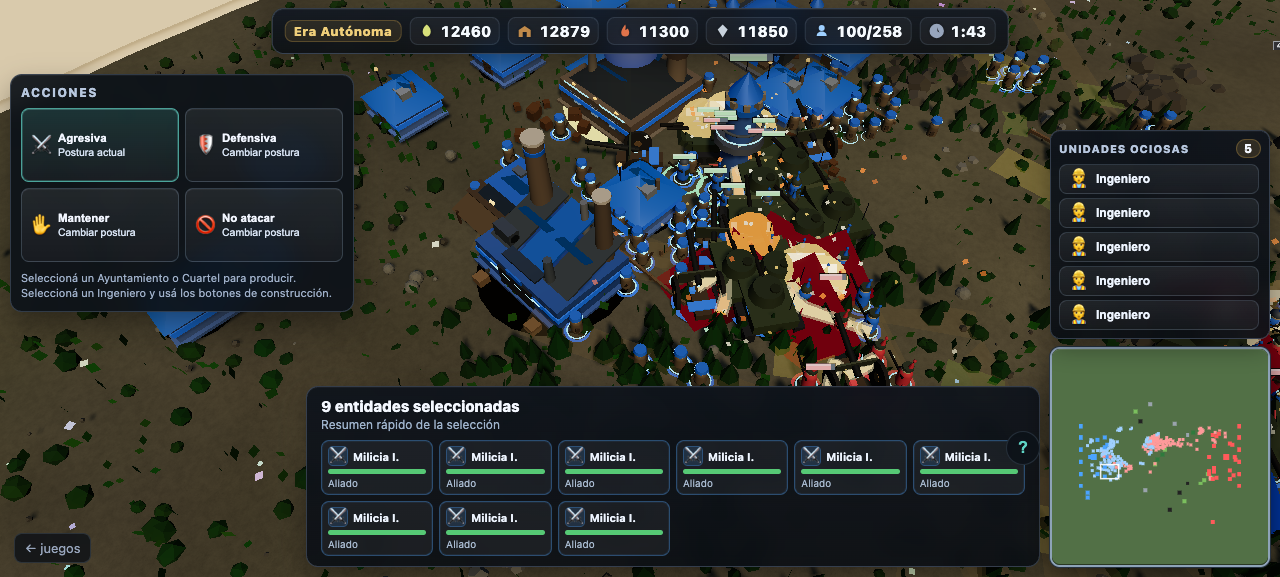 Era Autónoma 12460 12879 11300 11850 100/258 1:43
ACCIONES
Agresiva
Postura actual
Defensiva
Cambiar postura
Mantener
Cambiar postura
No atacar
Cambiar postura
Seleccioná un Ayuntamiento o Cuartel para producir.
Seleccioná un Ingeniero y usá los botones de construcción.
UNIDADES OCIOSAS 5
Ingeniero
Ingeniero
Ingeniero
Ingeniero
Ingeniero
9 entidades seleccionadas
Resumen rápido de la selección
Milicia I.
Aliado
Milicia I.
Aliado
Milicia I.
Aliado
Milicia I.
Aliado
Milicia I.
Aliado
Milicia I.
Aliado
Milicia I.
Aliado
Milicia I.
Aliado
Milicia I.
Aliado
?
← juegos